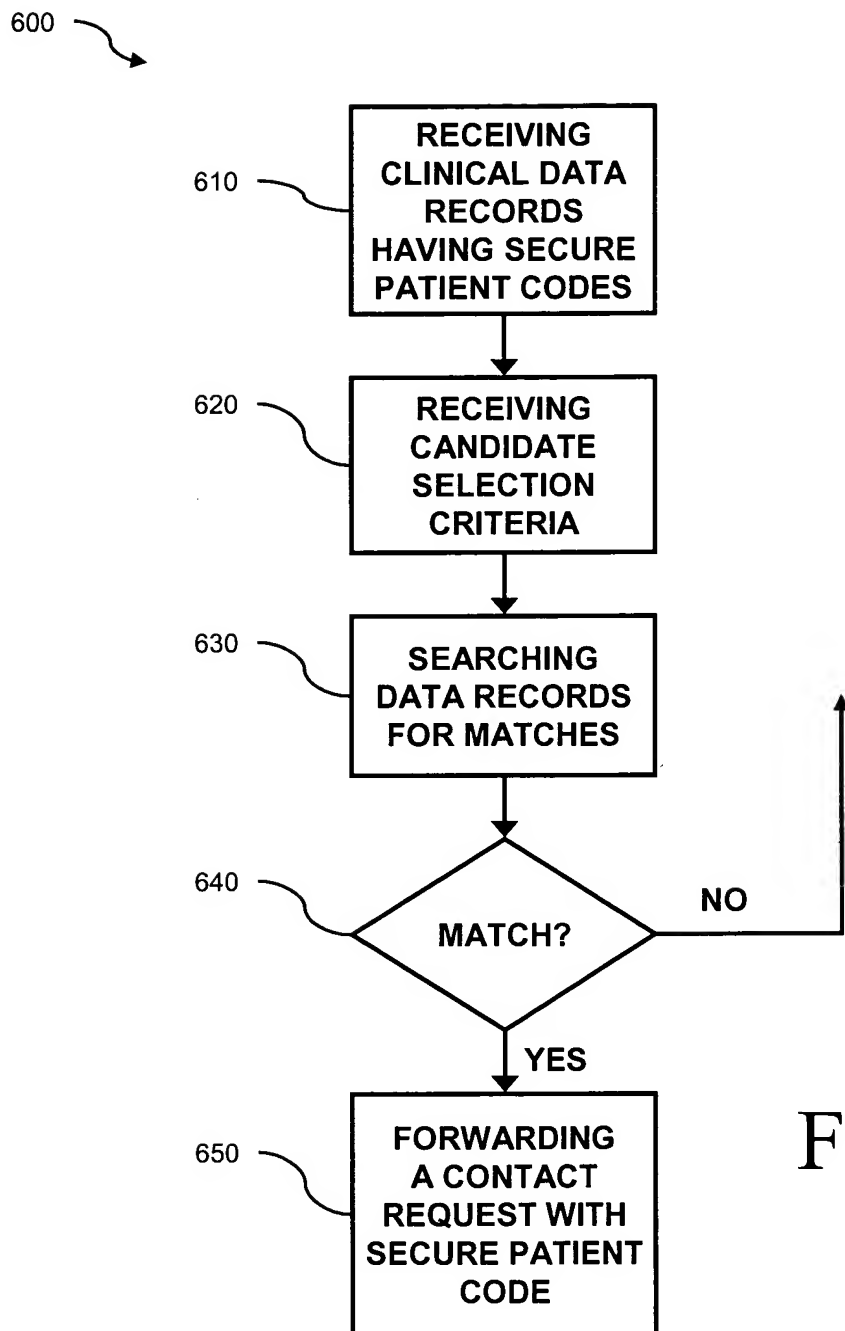 600
610
RECEIVING
CLINICAL DATA
RECORDS
HAVING SECURE
PATIENT CODES
620
RECEIVING
CANDIDATE
SELECTION
CRITERIA
630
SEARCHING
DATA RECORDS
FOR MATCHES
640
MATCH?
NO
YES
650
FORWARDING
A CONTACT
REQUEST WITH
SECURE PATIENT
CODE
F